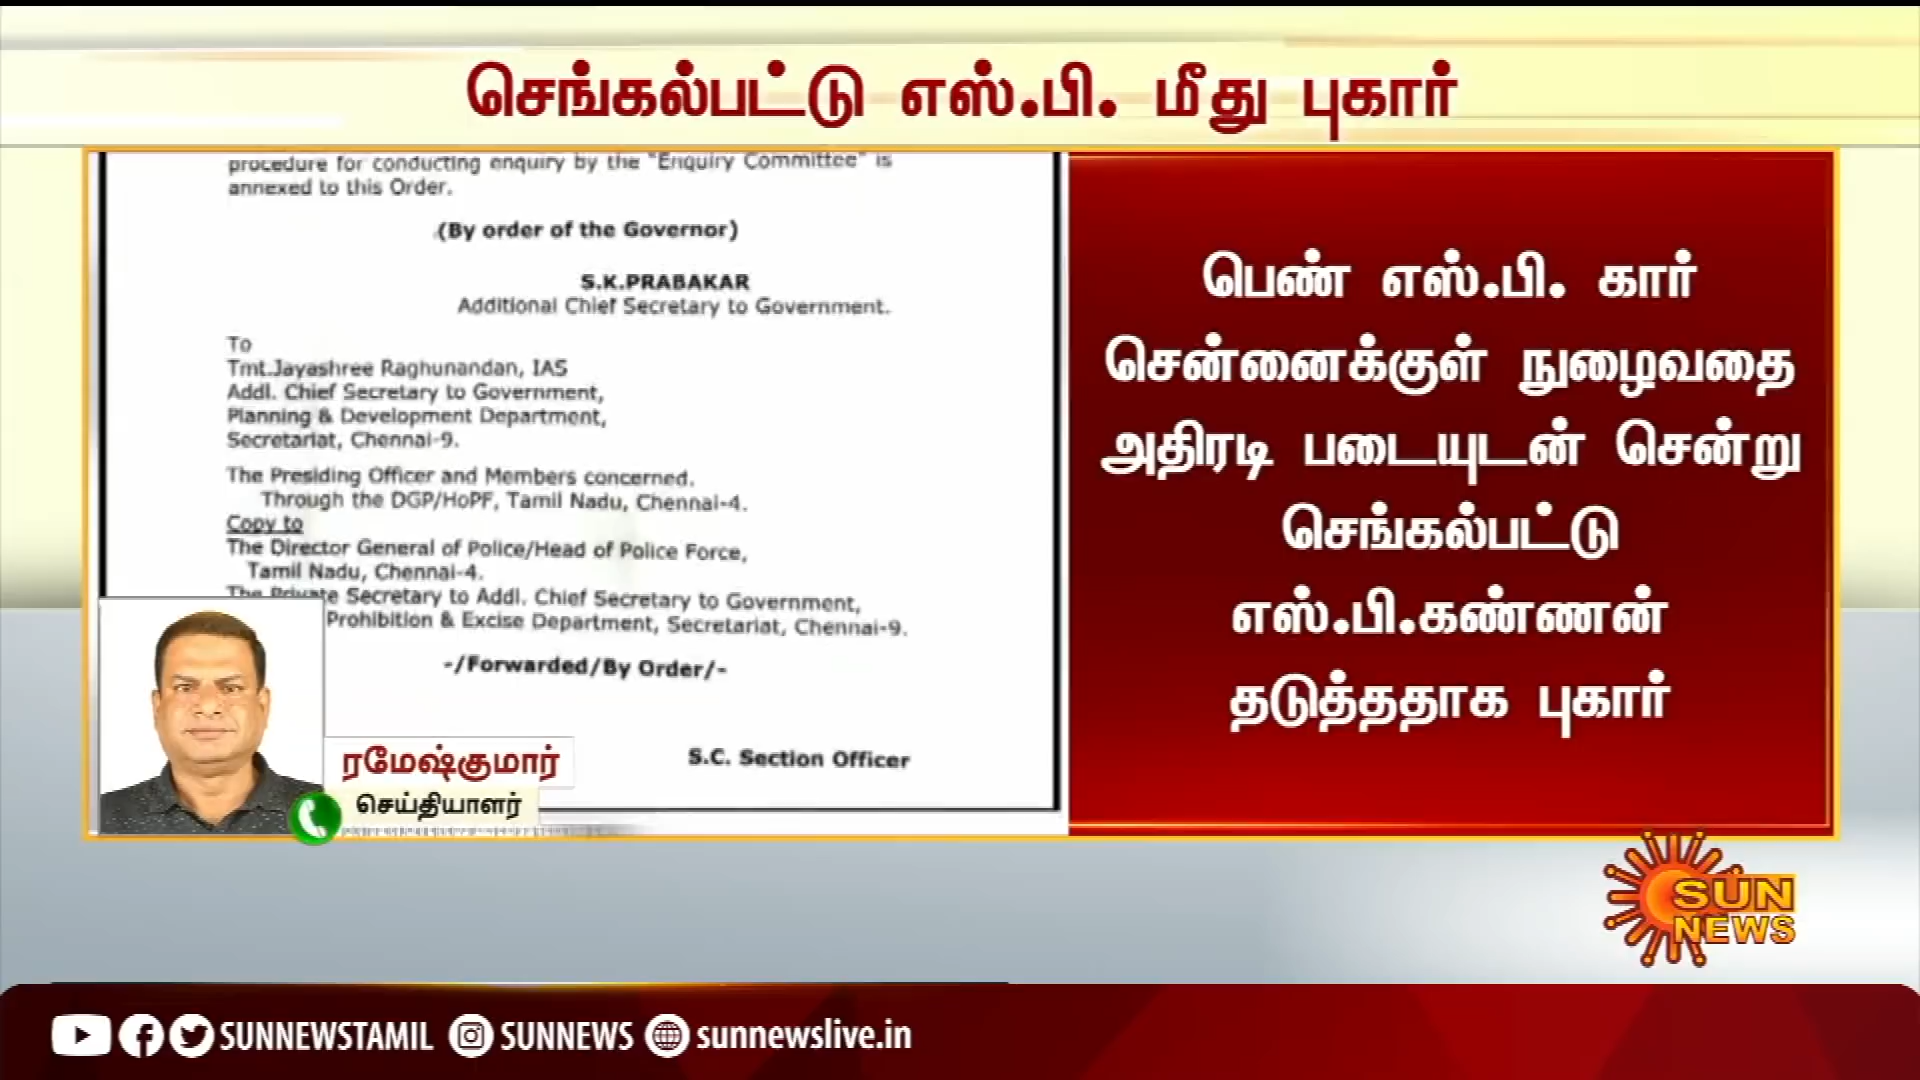 செங்கல்பட்டு எஸ்.பி. மீது புகார்
procedure for conducting enquiry by the "Enquiry Committee" is
annexed to this Order.
(By order of the Governor)
S.K.PRABAKAR
Additional Chief Secretary to Government.
To
Tmt.Jayashree Raghunandan, IAS
Addl. Chief Secretary to Government,
Planning & Development Department,
Secretariat, Chennai-9.
The Presiding Officer and Members concerned.
Through the DGP/HoPF, Tamil Nadu, Chennai-4.
Copy to
The Director General of Police/Head of Police Force,
Tamil Nadu, Chennai-4.
The Private Secretary to Addl. Chief Secretary to Government,
Prohibition & Excise Department, Secretariat, Chennai-9.
-/Forwarded/By Order/-
S.C. Section Officer
ரமேஷ்குமார்
செய்தியாளர்
பெண் எஸ்.பி. கார்
சென்னைக்குள் நுழைவதை
அதிரடி படையுடன் சென்று
செங்கல்பட்டு
எஸ்.பி.கண்ணன்
தடுத்ததாக புகார்
SUN
NEWS
SUNNEWSTAMIL SUNNEWS sunnewslive.in